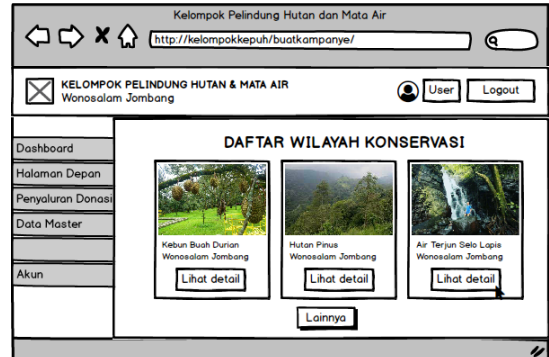 Kelompok Pelindung Hutan dan Mata Air
http://kelompokkepuh/buatkampanye/
KELOMPOK PELINDUNG HUTAN & MATA AIR
Wonosalam Jombang
User
Logout
Dashboard
Halaman Depan
Penyaluran Donasi
Data Master
Akun
DAFTAR WILAYAH KONSERVASI
Kebun Buah Durian
Wonosalam Jombang
Lihat detail
Hutan Pinus
Wonosalam Jombang
Lihat detail
Air Terjun Selo Lapis
Wonosalam Jombang
Lihat detail
Lainnya